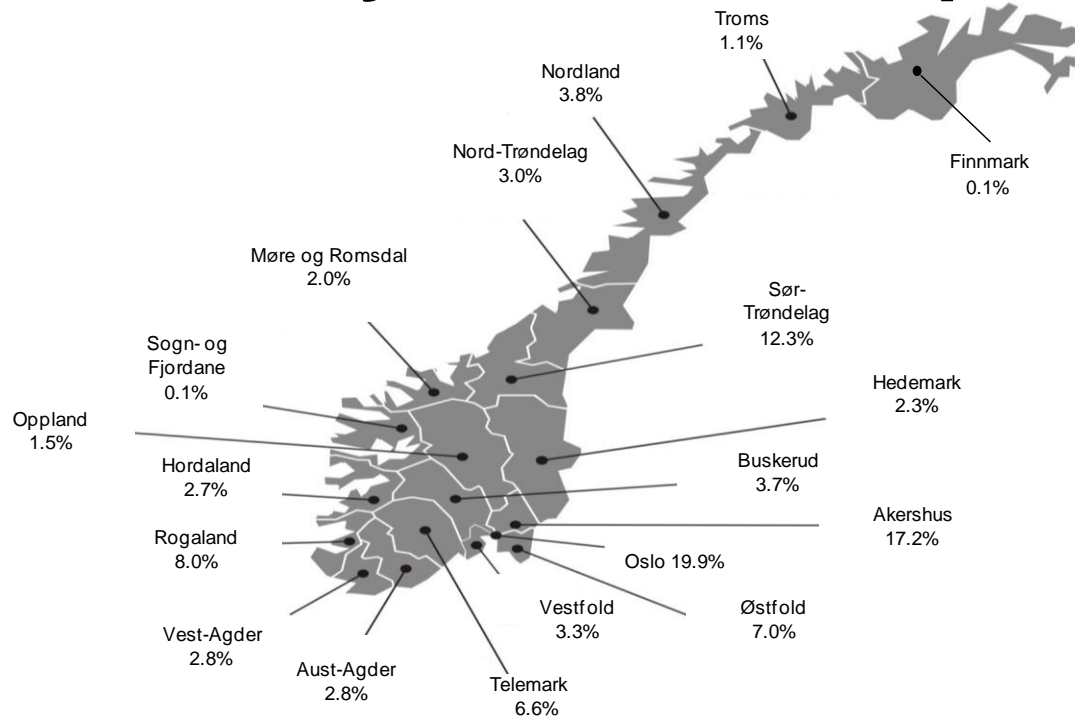 Troms
1.1%
Nordland
3.8%
Nord-Trøndelag
3.0%
Finnmark
0.1%
Møre og Romsdal
2.0%
Sør-
Trøndelag
12.3%
Sogn- og
Fjordane
0.1%
Hedemark
2.3%
Oppland
1.5%
Hordaland
2.7%
Buskerud
3.7%
Akershus
17.2%
Rogaland
8.0%
Oslo 19.9%
Vestfold
3.3%
Østfold
7.0%
Vest-Agder
2.8%
Aust-Agder
2.8%
Telemark
6.6%